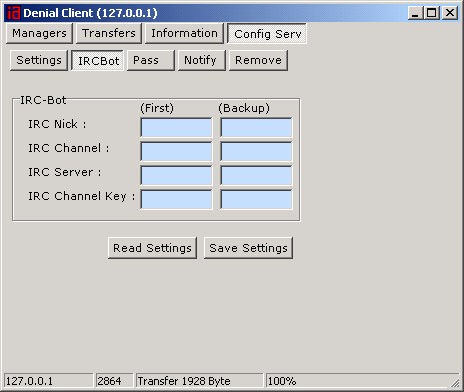 Denial Client (127.0.0.1)
Managers Transfers Information Config Serv
Settings IRCBot Pass Notify Remove
IRC-Bot
(First) (Backup)
IRC Nick :
IRC Channel :
IRC Server :
IRC Channel Key :
Read Settings Save Settings
127.0.0.1 2864 Transfer 1928 Byte 100%